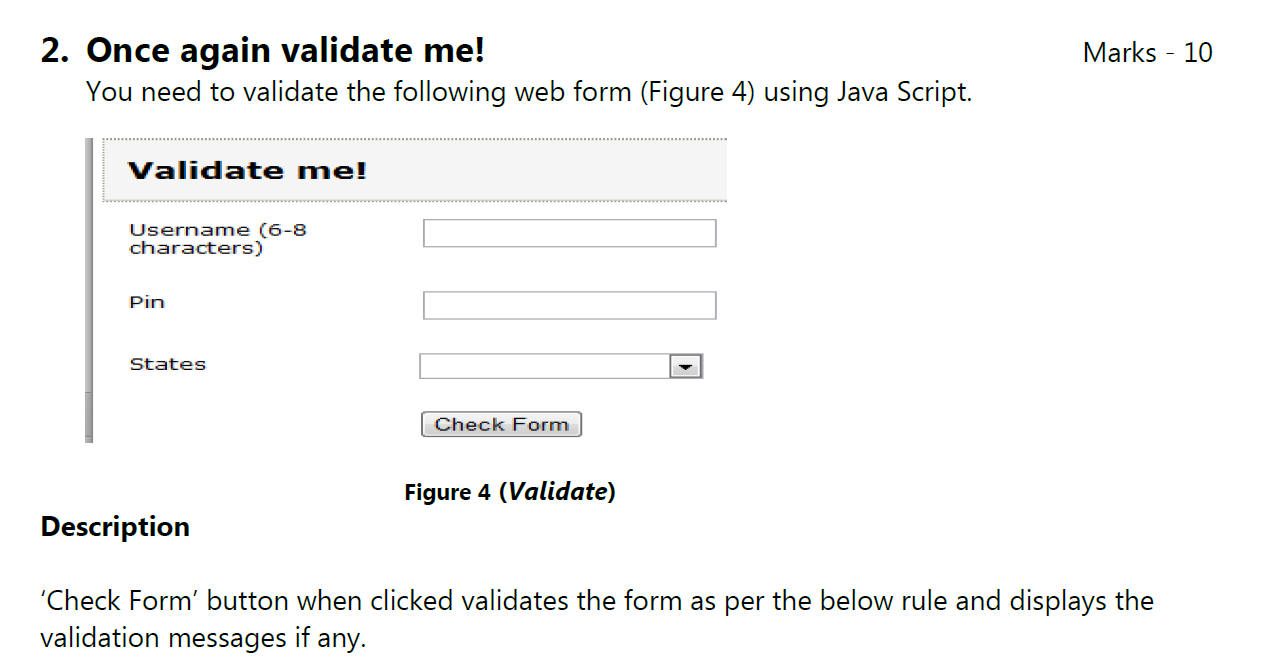 2. Once again validate me! Marks - 10
You need to validate the following web form (Figure 4) using Java Script.
Validate me!
Username (6-8
characters)
Pin
States
Check Form
Figure 4 (Validate)
Description
‘Check Form’ button when clicked validates the form as per the below rule and displays the
validation messages if any.